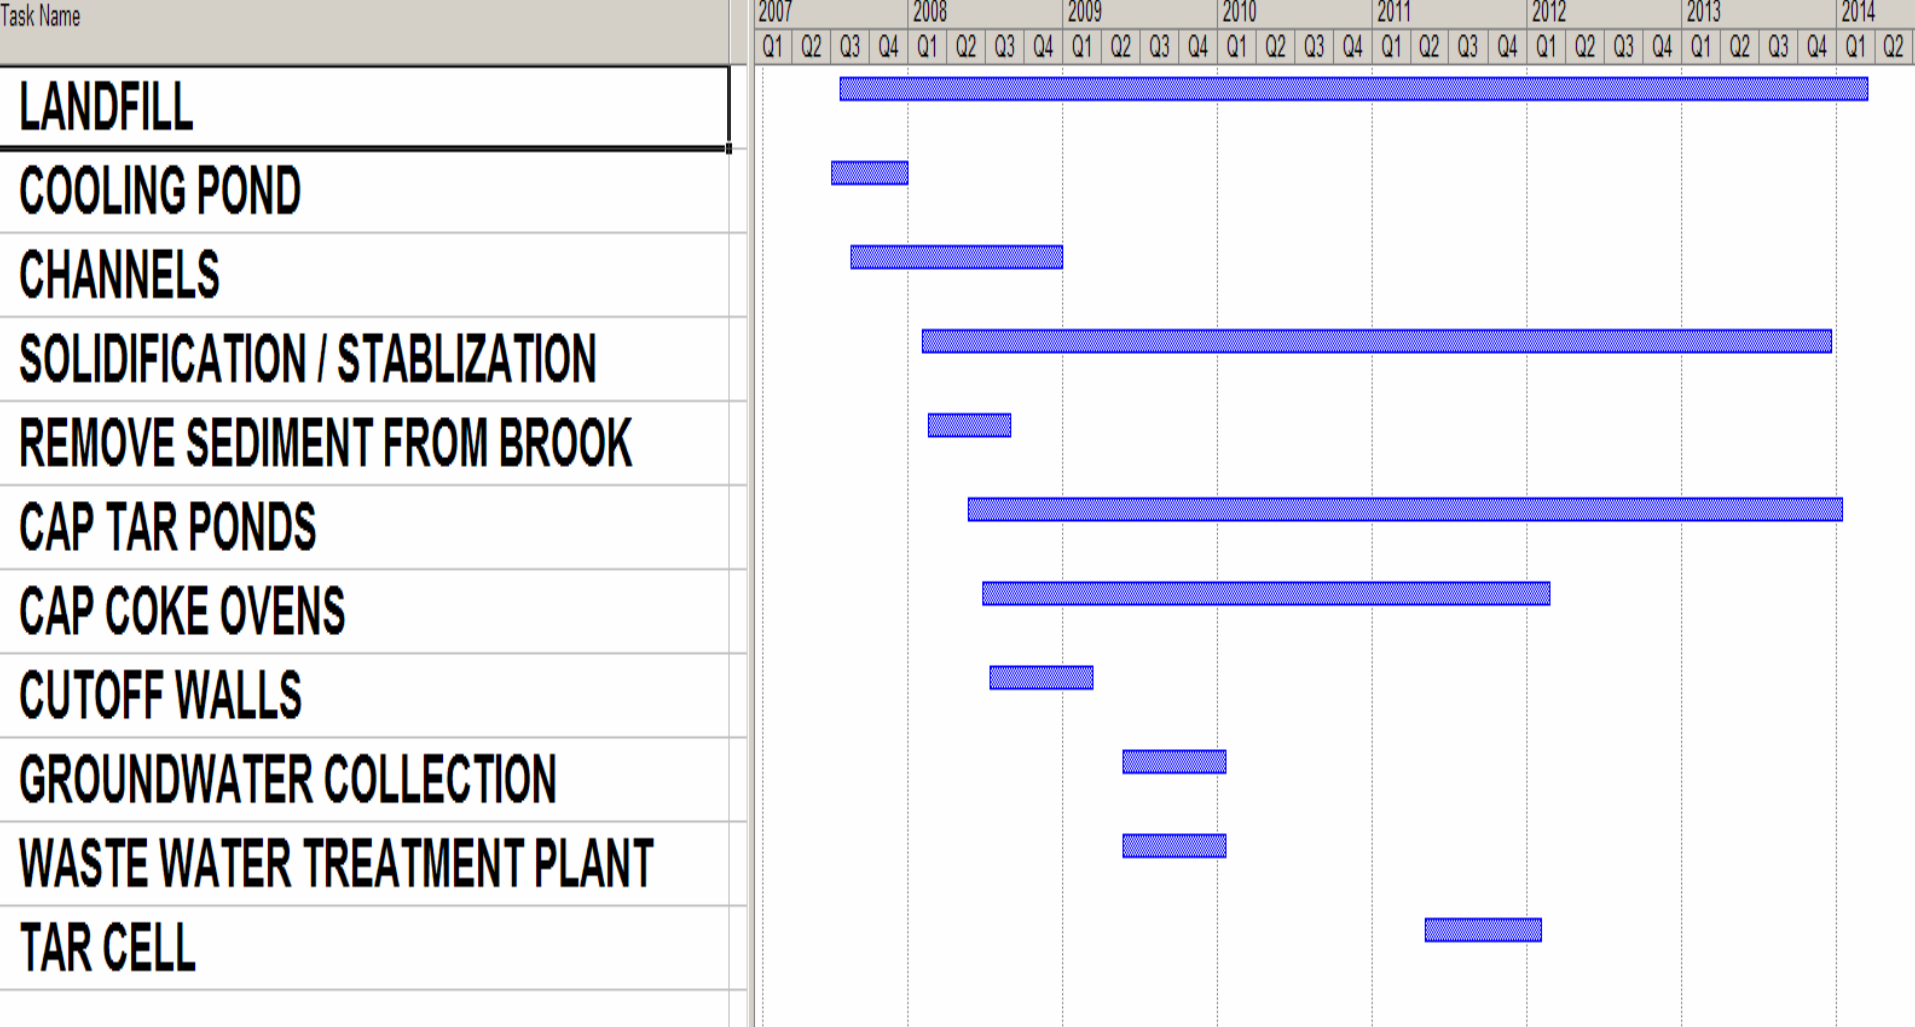 Task Name
2007 2008 2009 2010 2011 2012 2013 2014
Q1 Q2 Q3 Q4 Q1 Q2 Q3 Q4 Q1 Q2 Q3 Q4 Q1 Q2 Q3 Q4 Q1 Q2 Q3 Q4 Q1 Q2 Q3 Q4 Q1 Q2 Q3 Q4 Q1 Q2
LANDFILL
COOLING POND
CHANNELS
SOLIDIFICATION / STABLIZATION
REMOVE SEDIMENT FROM BROOK
CAP TAR PONDS
CAP COKE OVENS
CUTOFF WALLS
GROUNDWATER COLLECTION
WASTE WATER TREATMENT PLANT
TAR CELL